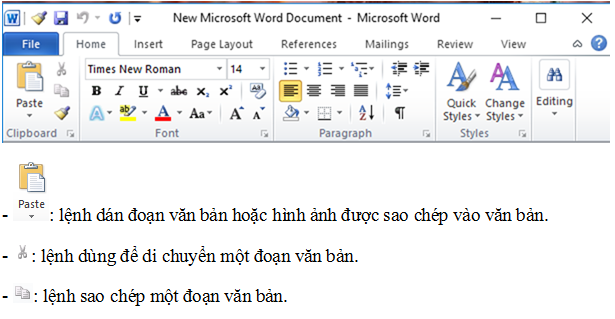 New Microsoft Word Document - Microsoft Word
File Home Insert Page Layout References Mailings Review View
Times New Roman 14
B I U abc X₂ X²
A ab A Aa A A
Paste
Quick Styles Change Styles Editing
Clipboard Font Paragraph Styles
Paste
- : lệnh dán đoạn văn bản hoặc hình ảnh được sao chép vào văn bản.
- : lệnh dùng để di chuyển một đoạn văn bản.
- : lệnh sao chép một đoạn văn bản.